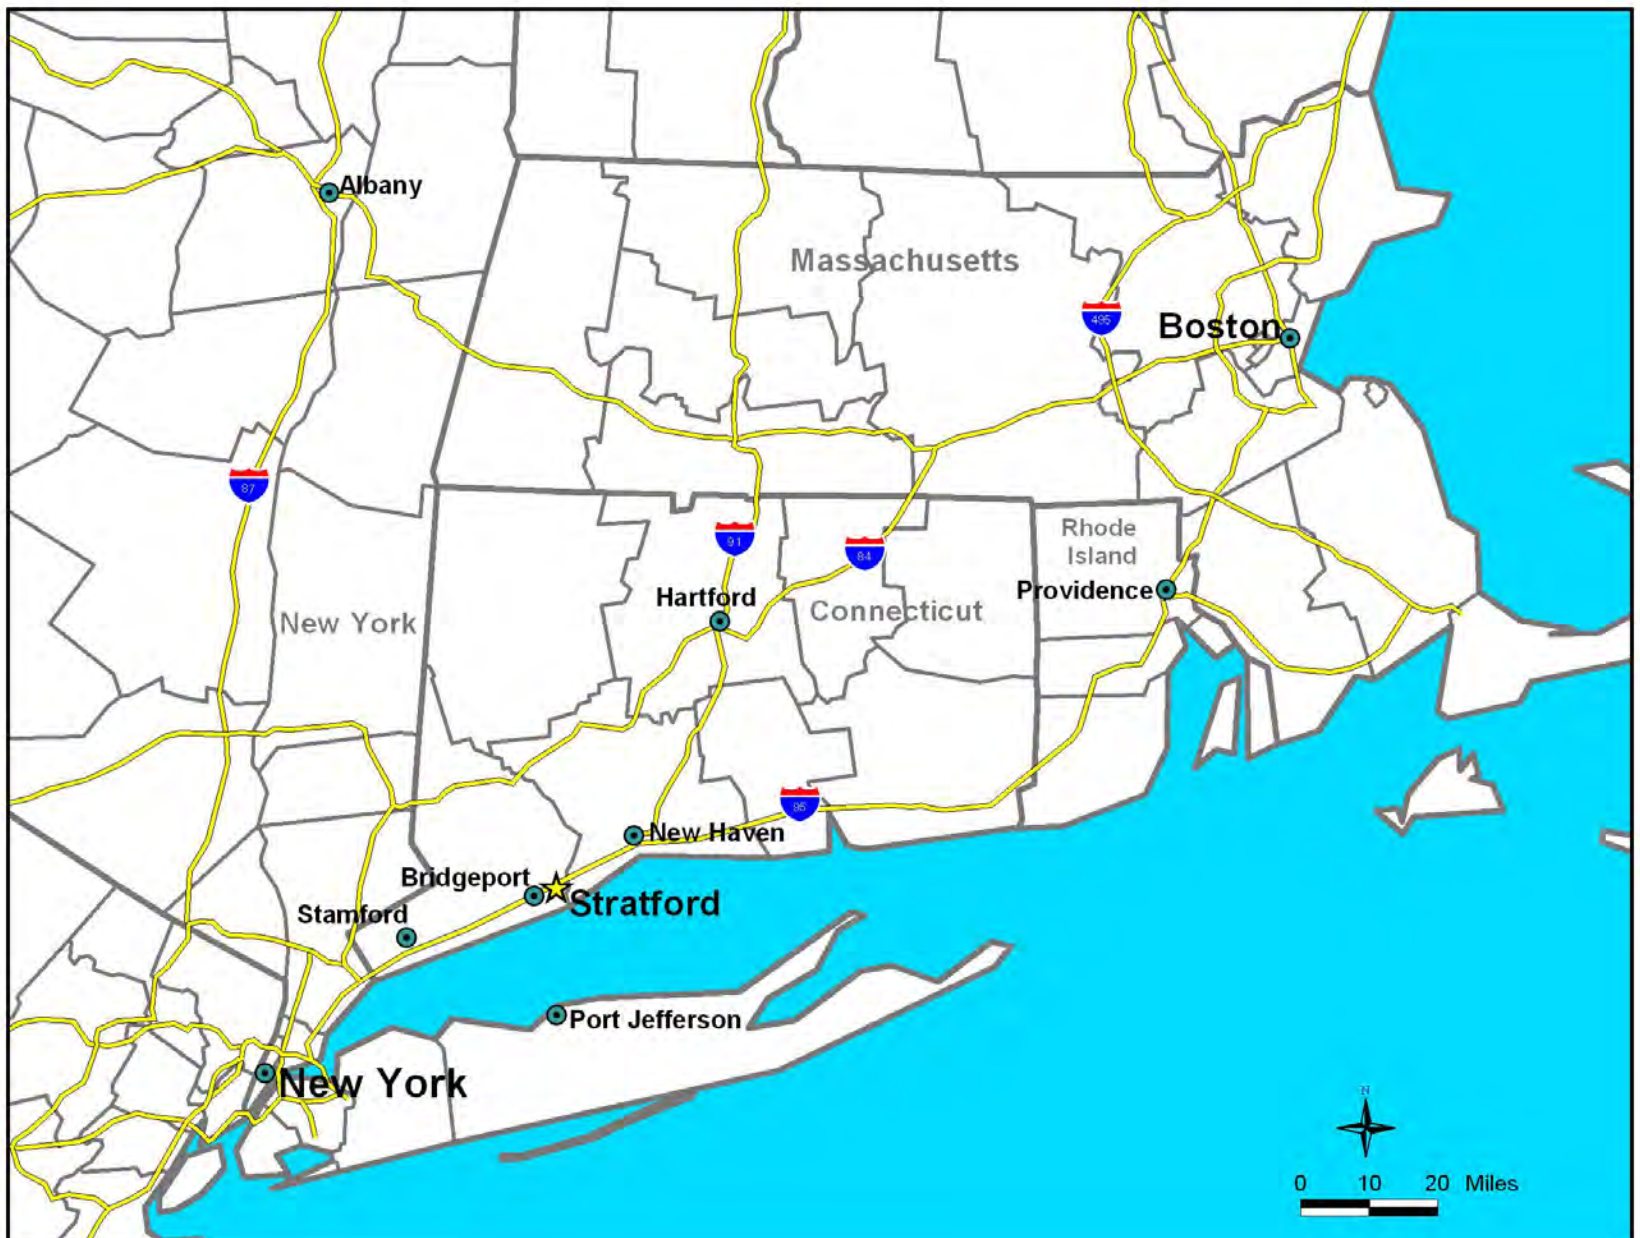 Albany
Massachusetts
495
Boston
87
91
84
Rhode
Island
Hartford
Providence
New York
Connecticut
95
New Haven
Bridgeport
Stratford
Stamford
Port Jefferson
New York
N
0 10 20 Miles